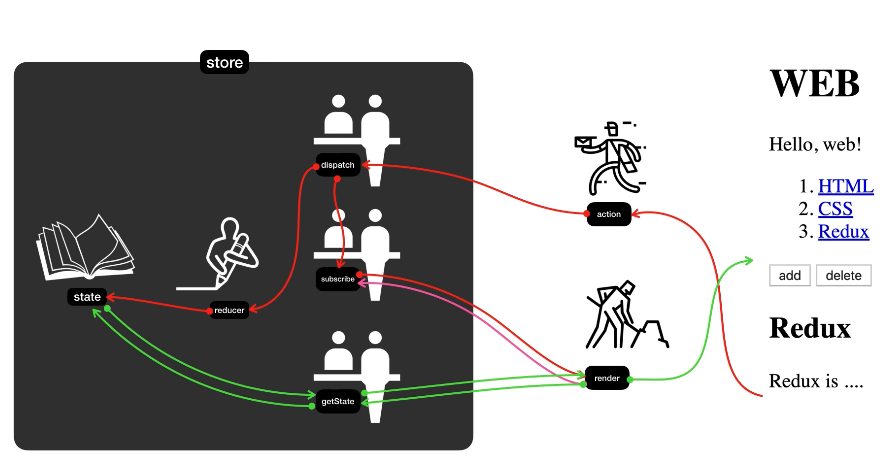 store
dispatch
subscribe
state
reducer
getState
action
render
WEB
Hello, web!
1. HTML
2. CSS
3. Redux
add delete
Redux
Redux is ....